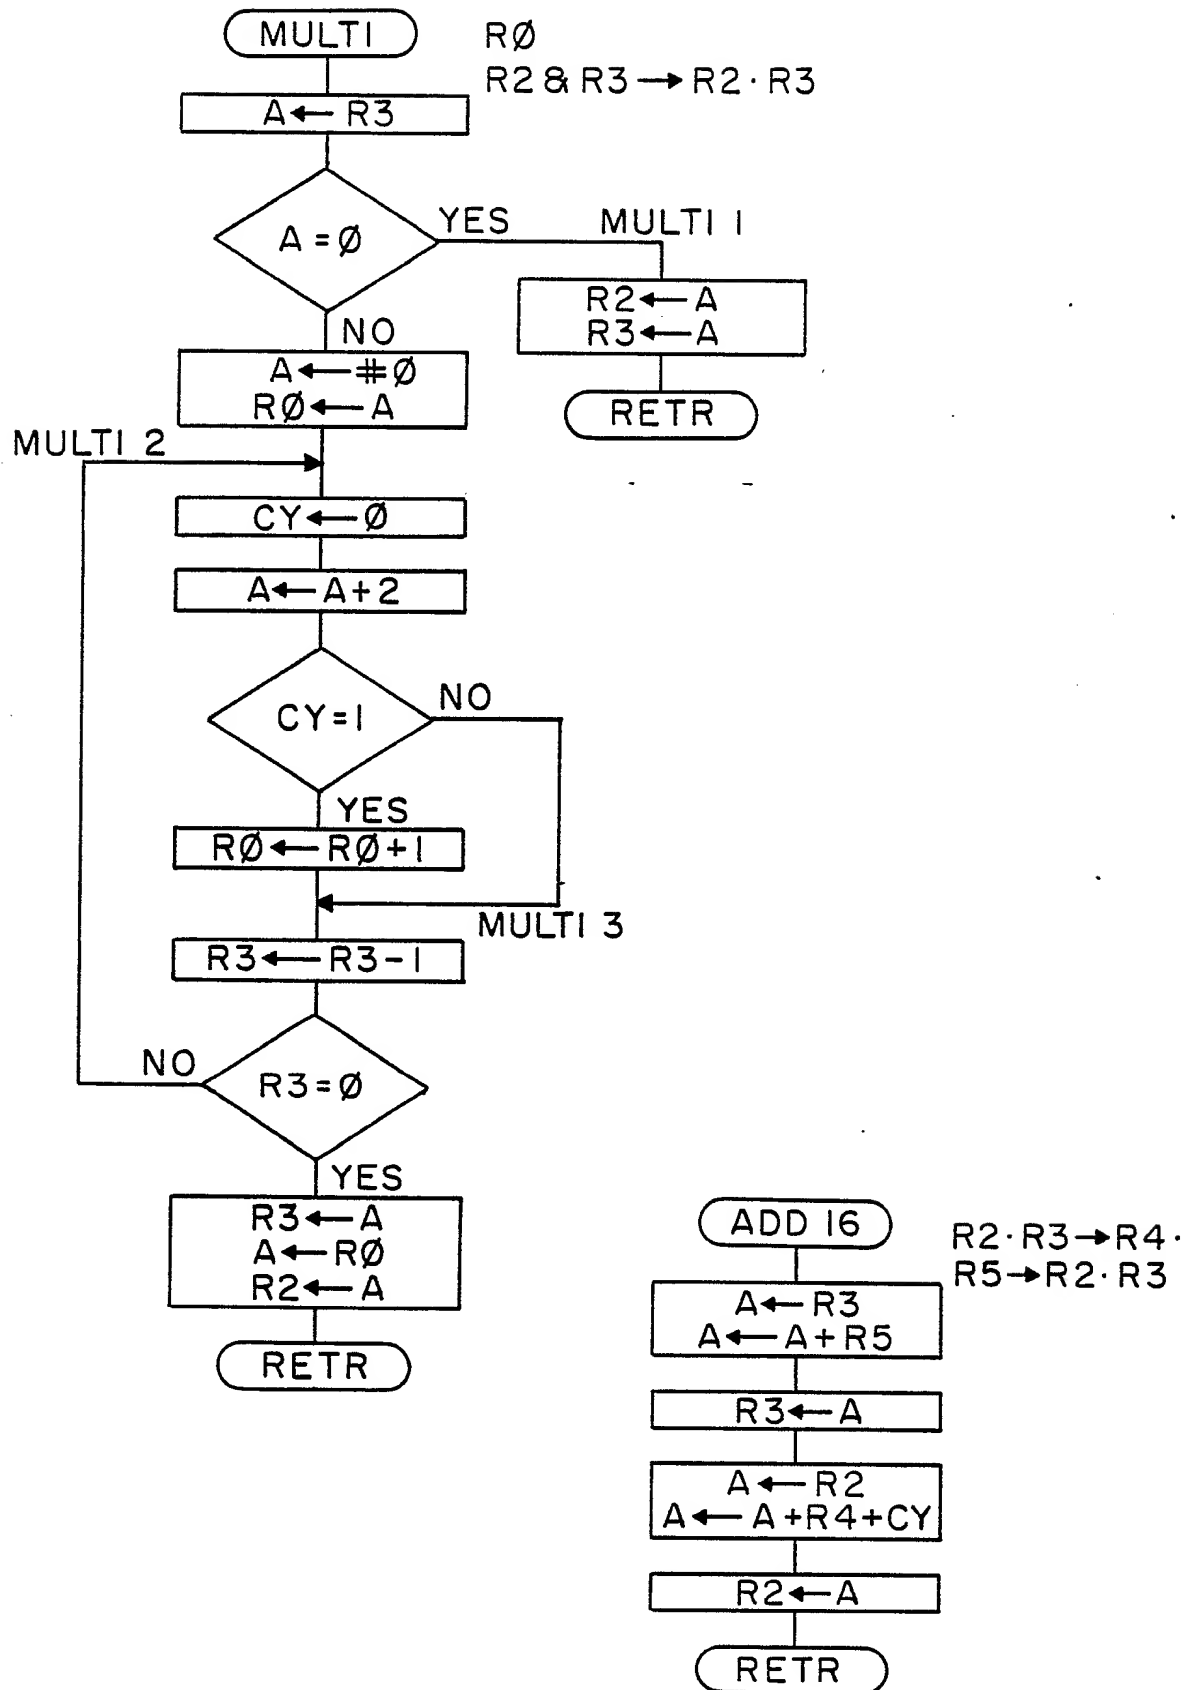 MULTI
RØ
R2 & R3 → R2 · R3
A ← R3
A = Ø
YES
MULTI 1
R2 ← A
R3 ← A
RETR
NO
A ← #Ø
RØ ← A
MULTI 2
CY ← Ø
A ← A + 2
CY = 1
NO
YES
RØ ← RØ + 1
MULTI 3
R3 ← R3 - 1
R3 = Ø
NO
YES
R3 ← A
A ← RØ
R2 ← A
RETR
ADD 16
R2 · R3 → R4 ·
R5 → R2 · R3
A ← R3
A ← A + R5
R3 ← A
A ← R2
A ← A + R4 + CY
R2 ← A
RETR